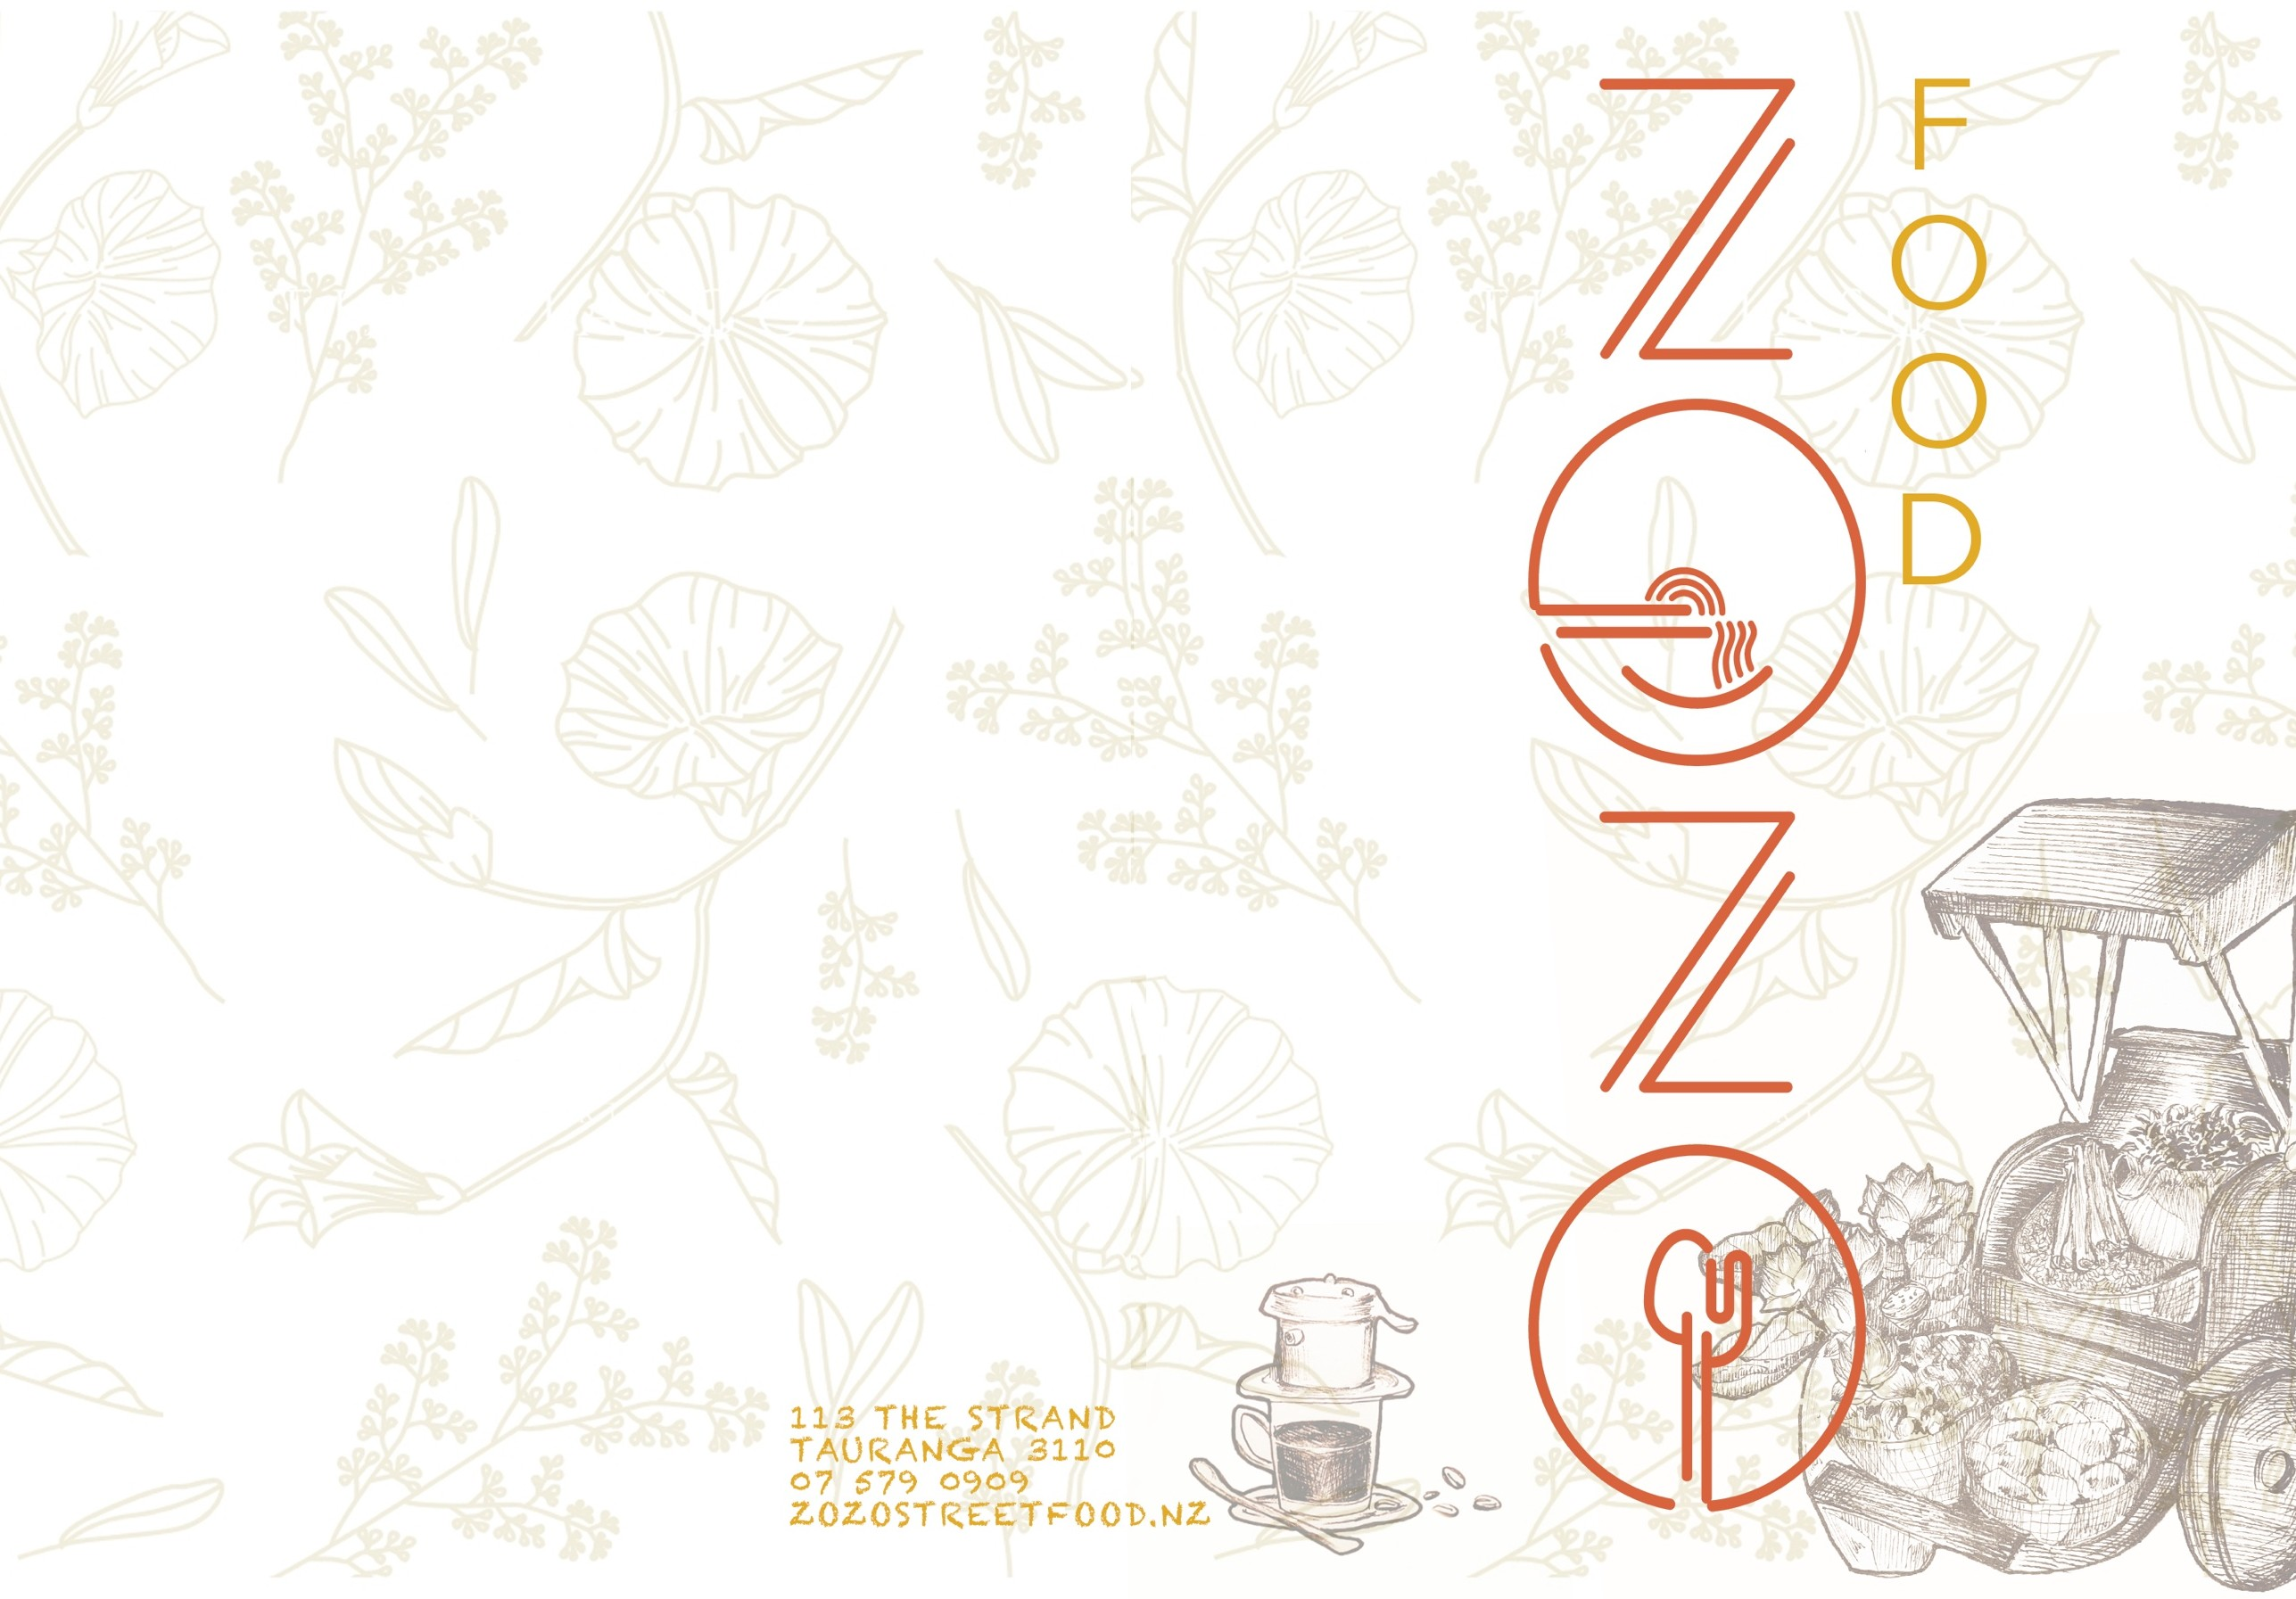 ZOZO
FOOD
113 THE STRAND
TAURANGA 3110
07 579 0909
ZOZOSTREETFOOD.NZ